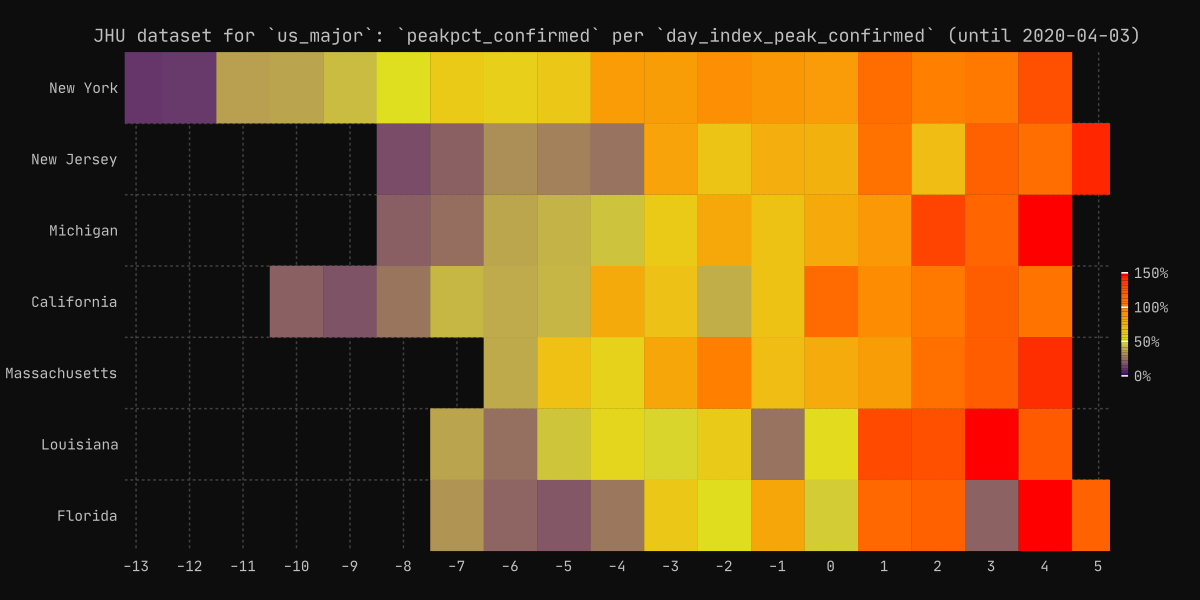 JHU dataset for `us_major`: `peakpct_confirmed` per `day_index_peak_confirmed` (until 2020-04-03)
New York
New Jersey
Michigan
California
Massachusetts
Louisiana
Florida
150%
100%
50%
0%
-13 -12 -11 -10 -9 -8 -7 -6 -5 -4 -3 -2 -1 0 1 2 3 4 5